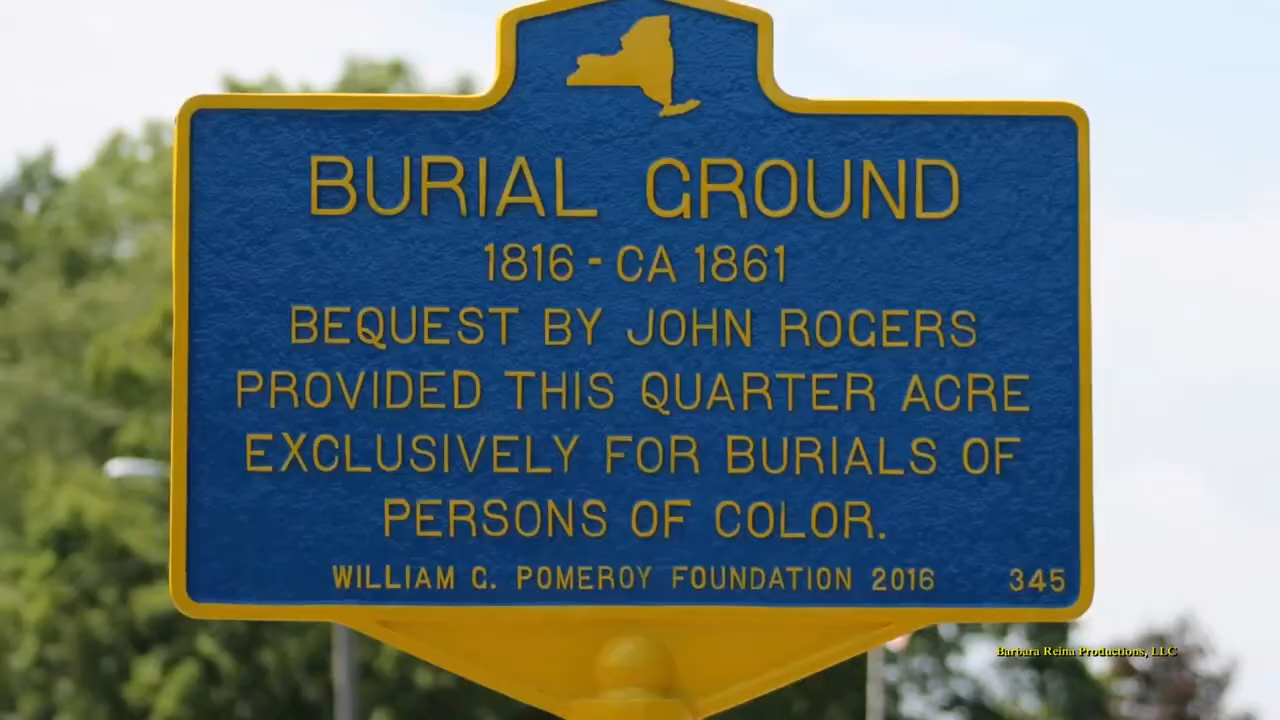 BURIAL GROUND
1816 - CA 1861
BEQUEST BY JOHN ROGERS
PROVIDED THIS QUARTER ACRE
EXCLUSIVELY FOR BURIALS OF
PERSONS OF COLOR.
WILLIAM G. POMEROY FOUNDATION 2016 345
Barbara Reina Productions, LLC